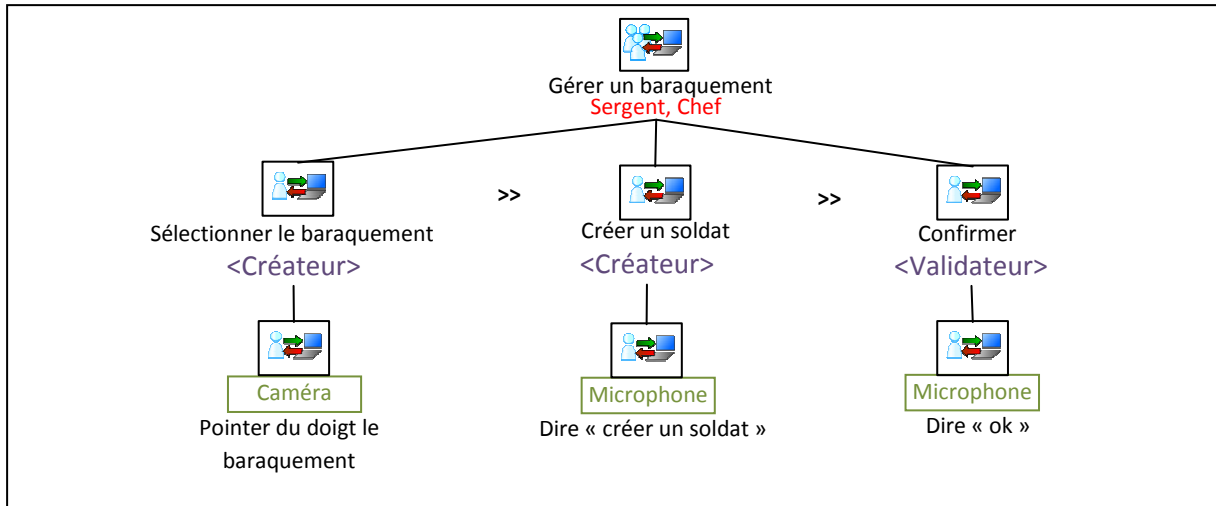 Gérer un baraquement
Sergent, Chef
>>
>>
Sélectionner le baraquement
<Créateur>
Créer un soldat
<Créateur>
Confirmer
<Validateur>
Caméra
Pointer du doigt le
baraquement
Microphone
Dire « créer un soldat »
Microphone
Dire « ok »